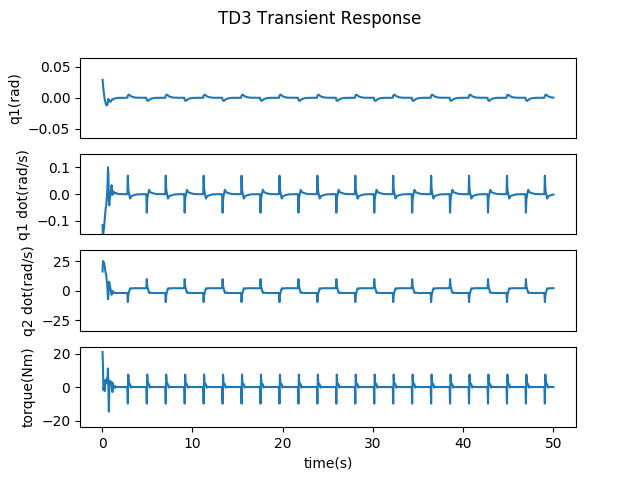 TD3 Transient Response
q1(rad)
0.05
0.00
−0.05
q1 dot(rad/s)
0.1
0.0
−0.1
q2 dot(rad/s)
25
0
−25
torque(Nm)
20
0
−20
0 10 20 30 40 50
time(s)